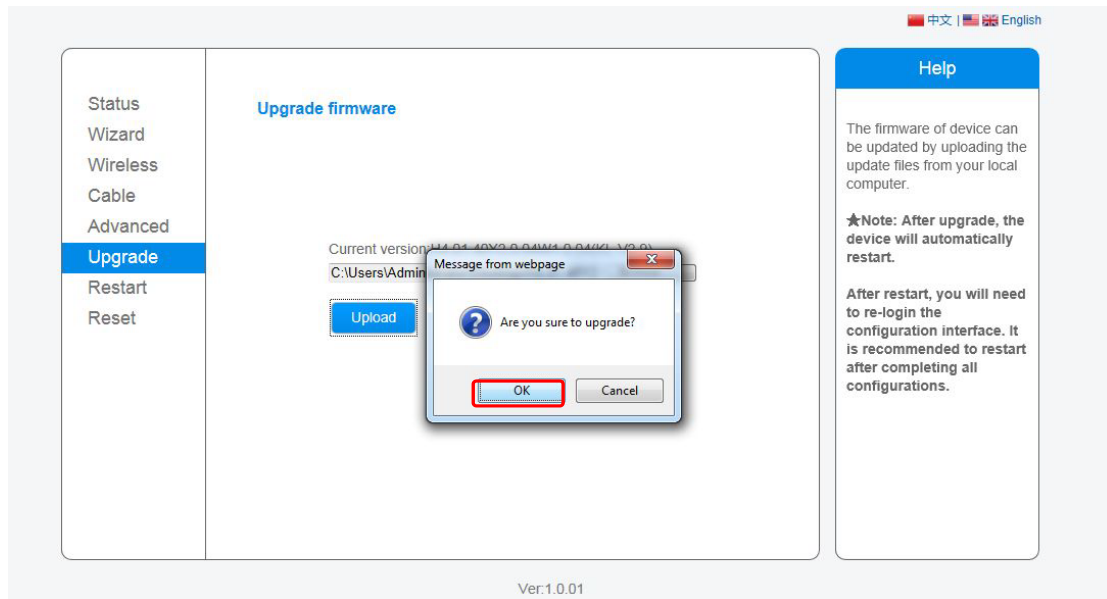 中文 | English
Help
Status
Wizard
Wireless
Cable
Advanced
Upgrade
Restart
Reset
Upgrade firmware
Current version:
C:\Users\Admin
Upload
Message from webpage
Are you sure to upgrade?
OK
Cancel
The firmware of device can
be updated by uploading the
update files from your local
computer.
★Note: After upgrade, the
device will automatically
restart.
After restart, you will need
to re-login the
configuration interface. It
is recommended to restart
after completing all
configurations.
Ver:1.0.01